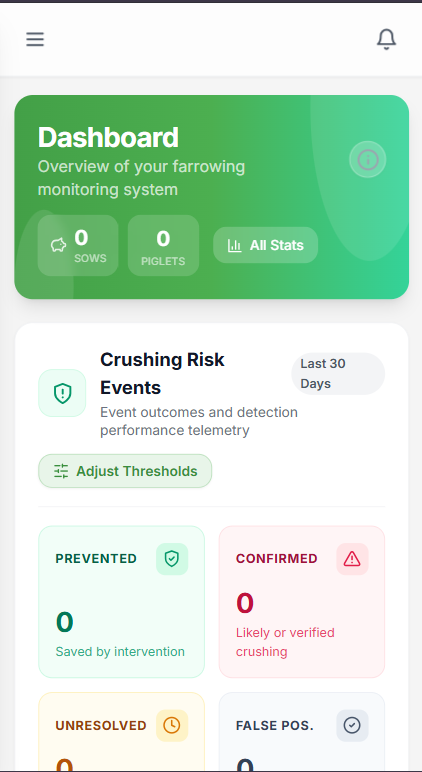 Dashboard
Overview of your farrowing
monitoring system
0
SOWS
0
PIGLETS
All Stats
Crushing Risk
Events
Last 30
Days
Event outcomes and detection
performance telemetry
Adjust Thresholds
PREVENTED
0
Saved by intervention
CONFIRMED
0
Likely or verified
crushing
UNRESOLVED
0
FALSE POS.
0